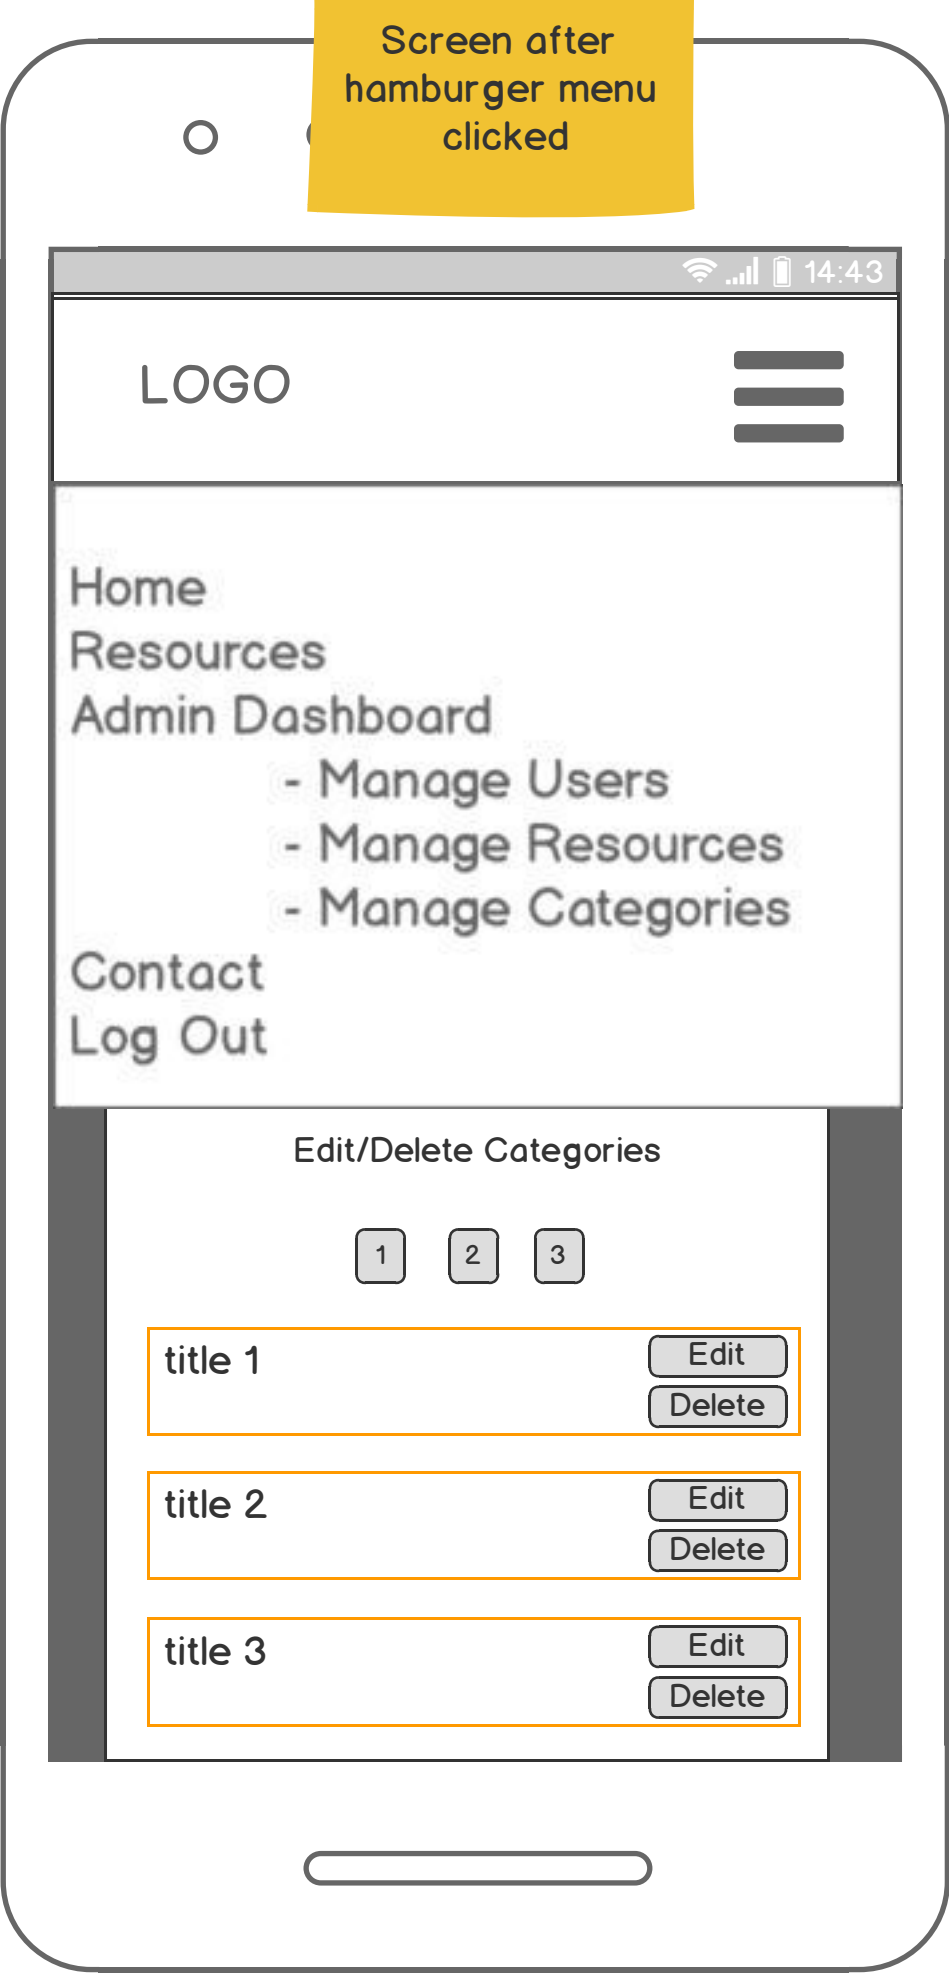 Screen after
hamburger menu
clicked
14:43
LOGO
Home
Resources
Admin Dashboard
- Manage Users
- Manage Resources
- Manage Categories
Contact
Log Out
Edit/Delete Categories
1 2 3
title 1
Edit
Delete
title 2
Edit
Delete
title 3
Edit
Delete